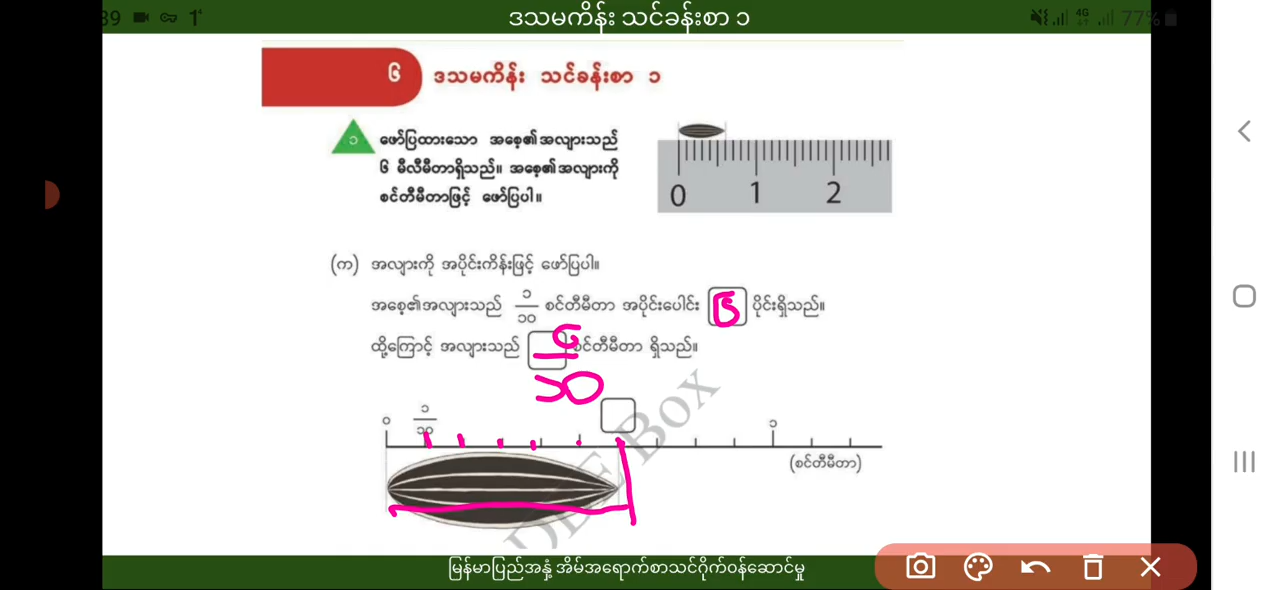 39 4G 77%
ဒသမကိန်း သင်ခန်းစာ ၁
၆ ဒသမကိန်း သင်ခန်းစာ ၁
၁ ဖော်ပြထားသော အစေ့၏အလျားသည်
၆ မီလီမီတာရှိသည်။ အစေ့၏အလျားကို
စင်တီမီတာဖြင့် ဖော်ပြပါ။
0 1 2
(က) အလျားကို အပိုင်းကိန်းဖြင့် ဖော်ပြပါ။
အစေ့၏အလျားသည် ၁/၁၀ စင်တီမီတာ အပိုင်းပေါင်း ၆ ပိုင်းရှိသည်။
ထို့ကြောင့် အလျားသည် ၆/၁၀ စင်တီမီတာ ရှိသည်။
၀ ၁/၁၀ ၁
(စင်တီမီတာ)
DEE Box
မြန်မာပြည်အနှံ့ အိမ်အရောက်စာသင်ဂိုက်ဝန်ဆောင်မှု